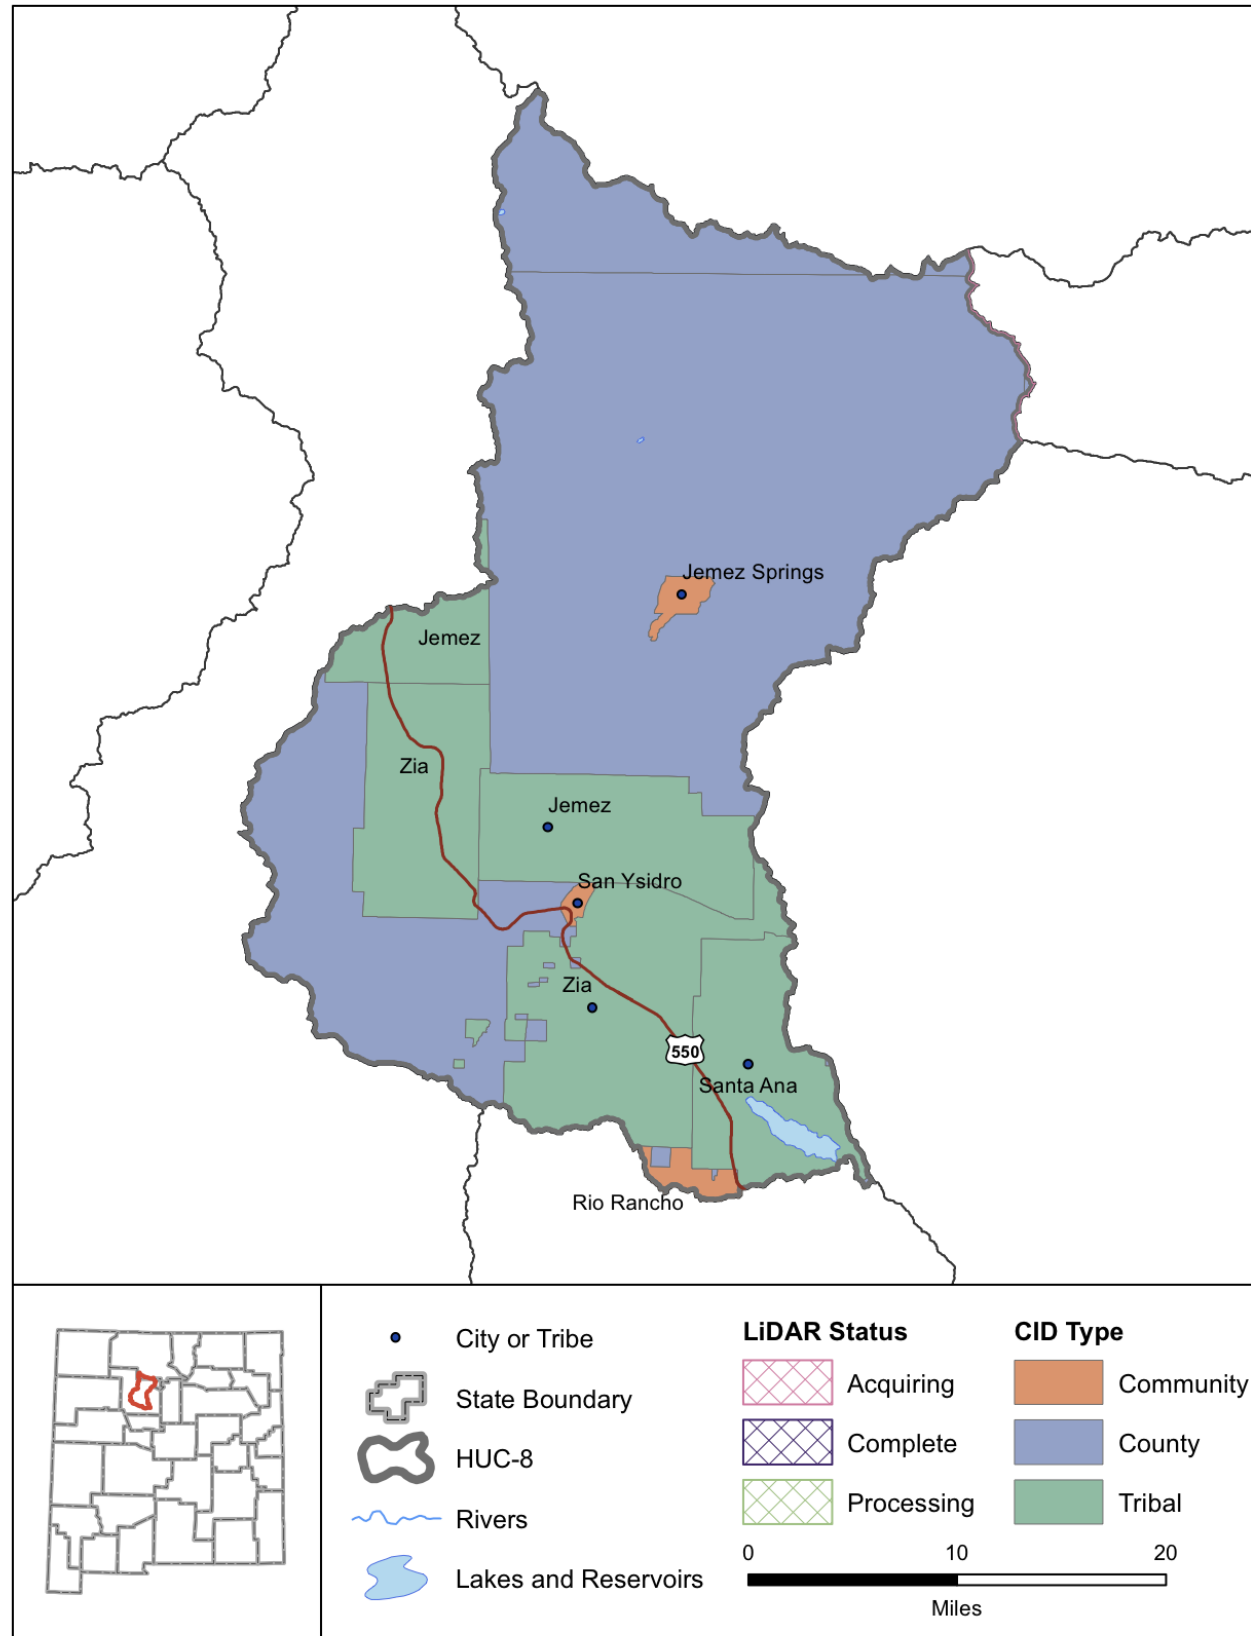 Jemez Springs
Jemez
Zia
Jemez
San Ysidro
Zia
550
Santa Ana
Rio Rancho
City or Tribe
State Boundary
HUC-8
Rivers
Lakes and Reservoirs
LiDAR Status
Acquiring
Complete
Processing
CID Type
Community
County
Tribal
0 10 20
Miles